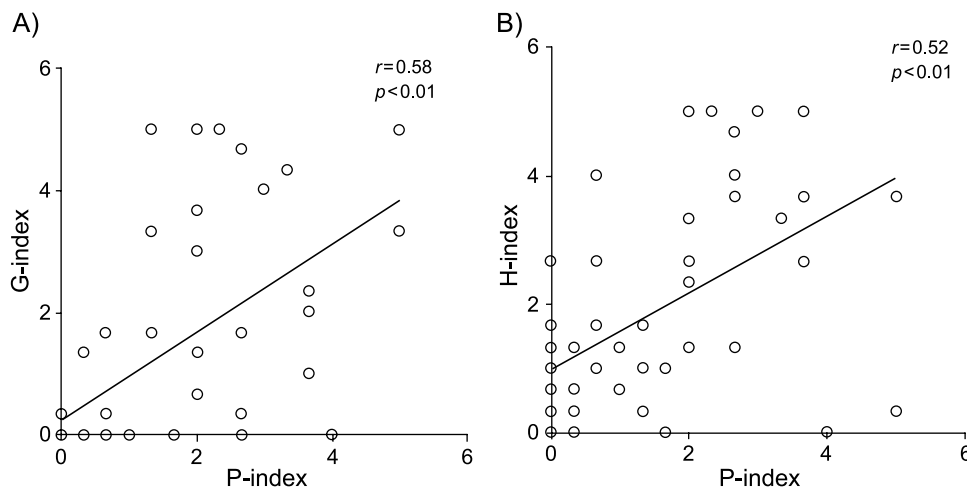 A)
r=0.58
p<0.01
6
4
2
0
G-index
0 2 4 6
P-index
B)
r=0.52
p<0.01
6
4
2
0
H-index
0 2 4 6
P-index